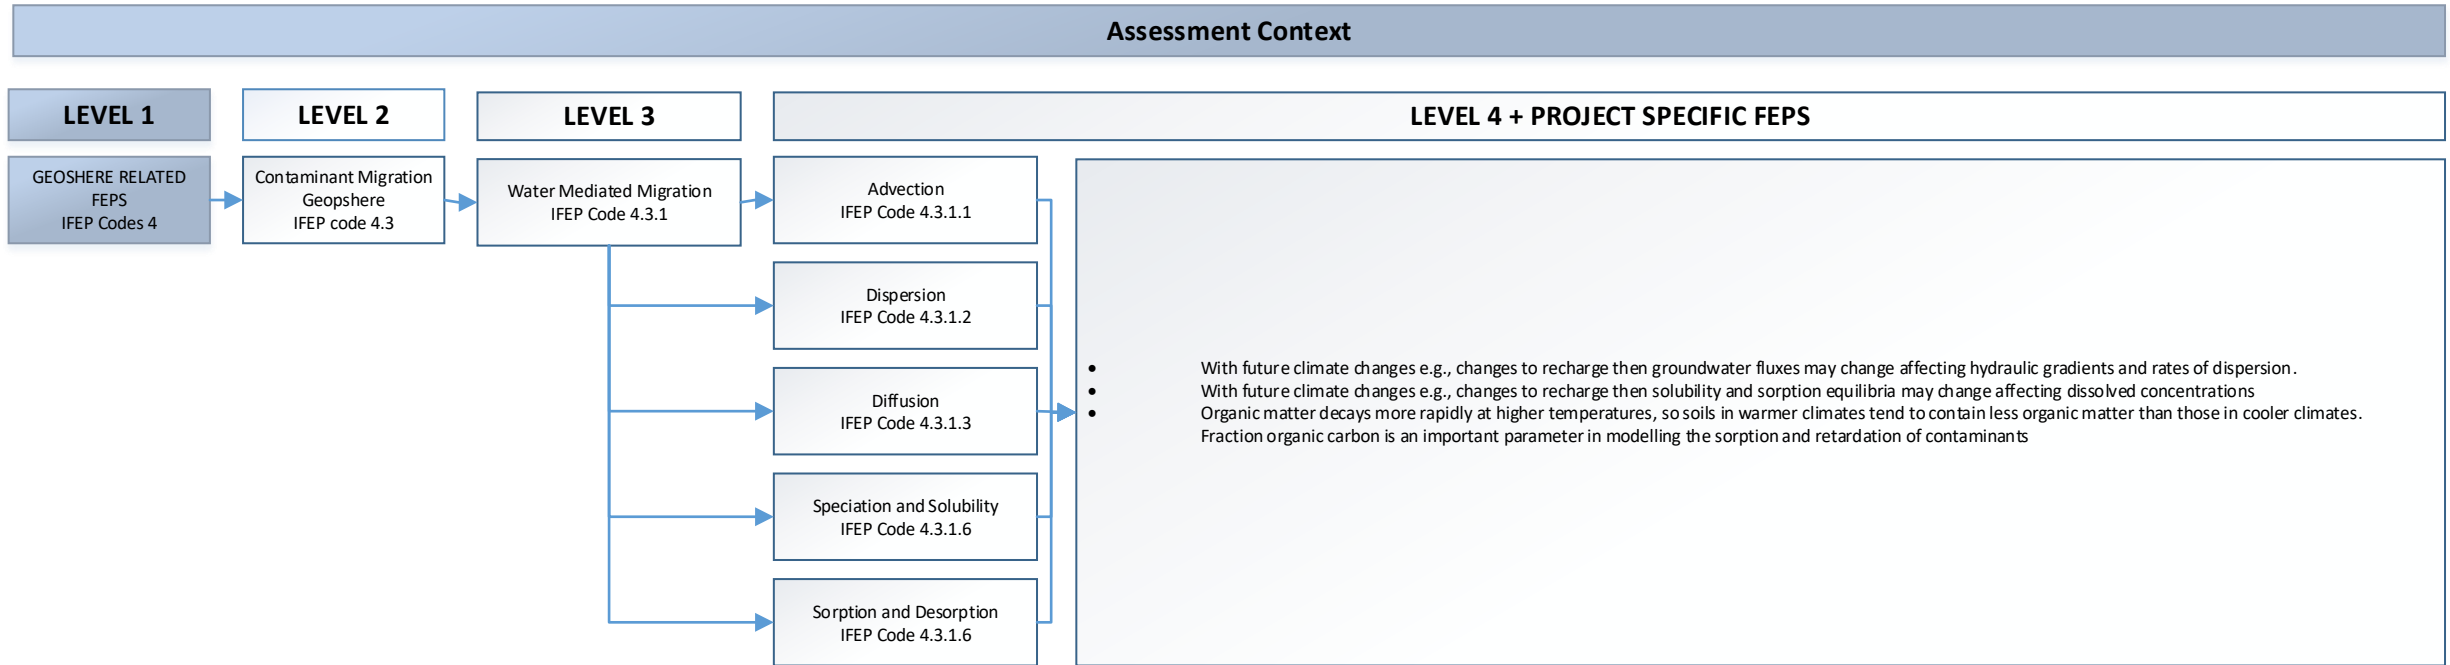 Assessment Context
LEVEL 1
LEVEL 2
LEVEL 3
LEVEL 4 + PROJECT SPECIFIC FEPS
GEOSHERE RELATED
FEPS
IFEP Codes 4
Contaminant Migration
Geopshere
IFEP code 4.3
Water Mediated Migration
IFEP Code 4.3.1
Advection
IFEP Code 4.3.1.1
Dispersion
IFEP Code 4.3.1.2
Diffusion
IFEP Code 4.3.1.3
Speciation and Solubility
IFEP Code 4.3.1.6
Sorption and Desorption
IFEP Code 4.3.1.6
• With future climate changes e.g., changes to recharge then groundwater fluxes may change affecting hydraulic gradients and rates of dispersion.
• With future climate changes e.g., changes to recharge then solubility and sorption equilibria may change affecting dissolved concentrations
• Organic matter decays more rapidly at higher temperatures, so soils in warmer climates tend to contain less organic matter than those in cooler climates.
Fraction organic carbon is an important parameter in modelling the sorption and retardation of contaminants